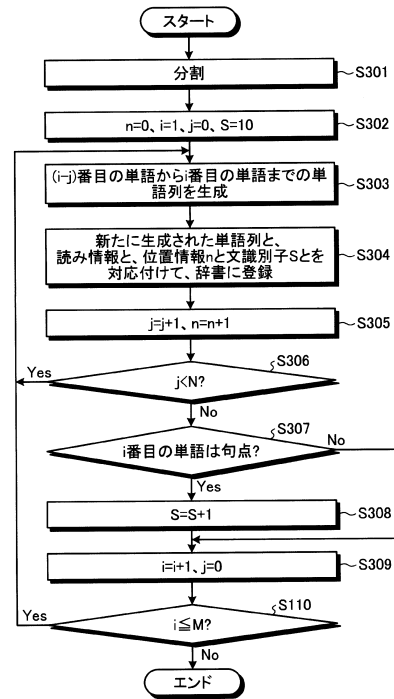 スタート
分割
S301
n=0、i=1、j=0、S=10
S302
(i-j)番目の単語からi番目の単語までの単
語列を生成
S303
新たに生成された単語列と、
読み情報と、位置情報nと文識別子Sとを
対応付けて、辞書に登録
S304
j=j+1、n=n+1
S305
S306
Yes
j<N?
No
S307
i番目の単語は句点?
No
Yes
S=S+1
S308
i=i+1、j=0
S309
S110
Yes
i≦M?
No
エンド